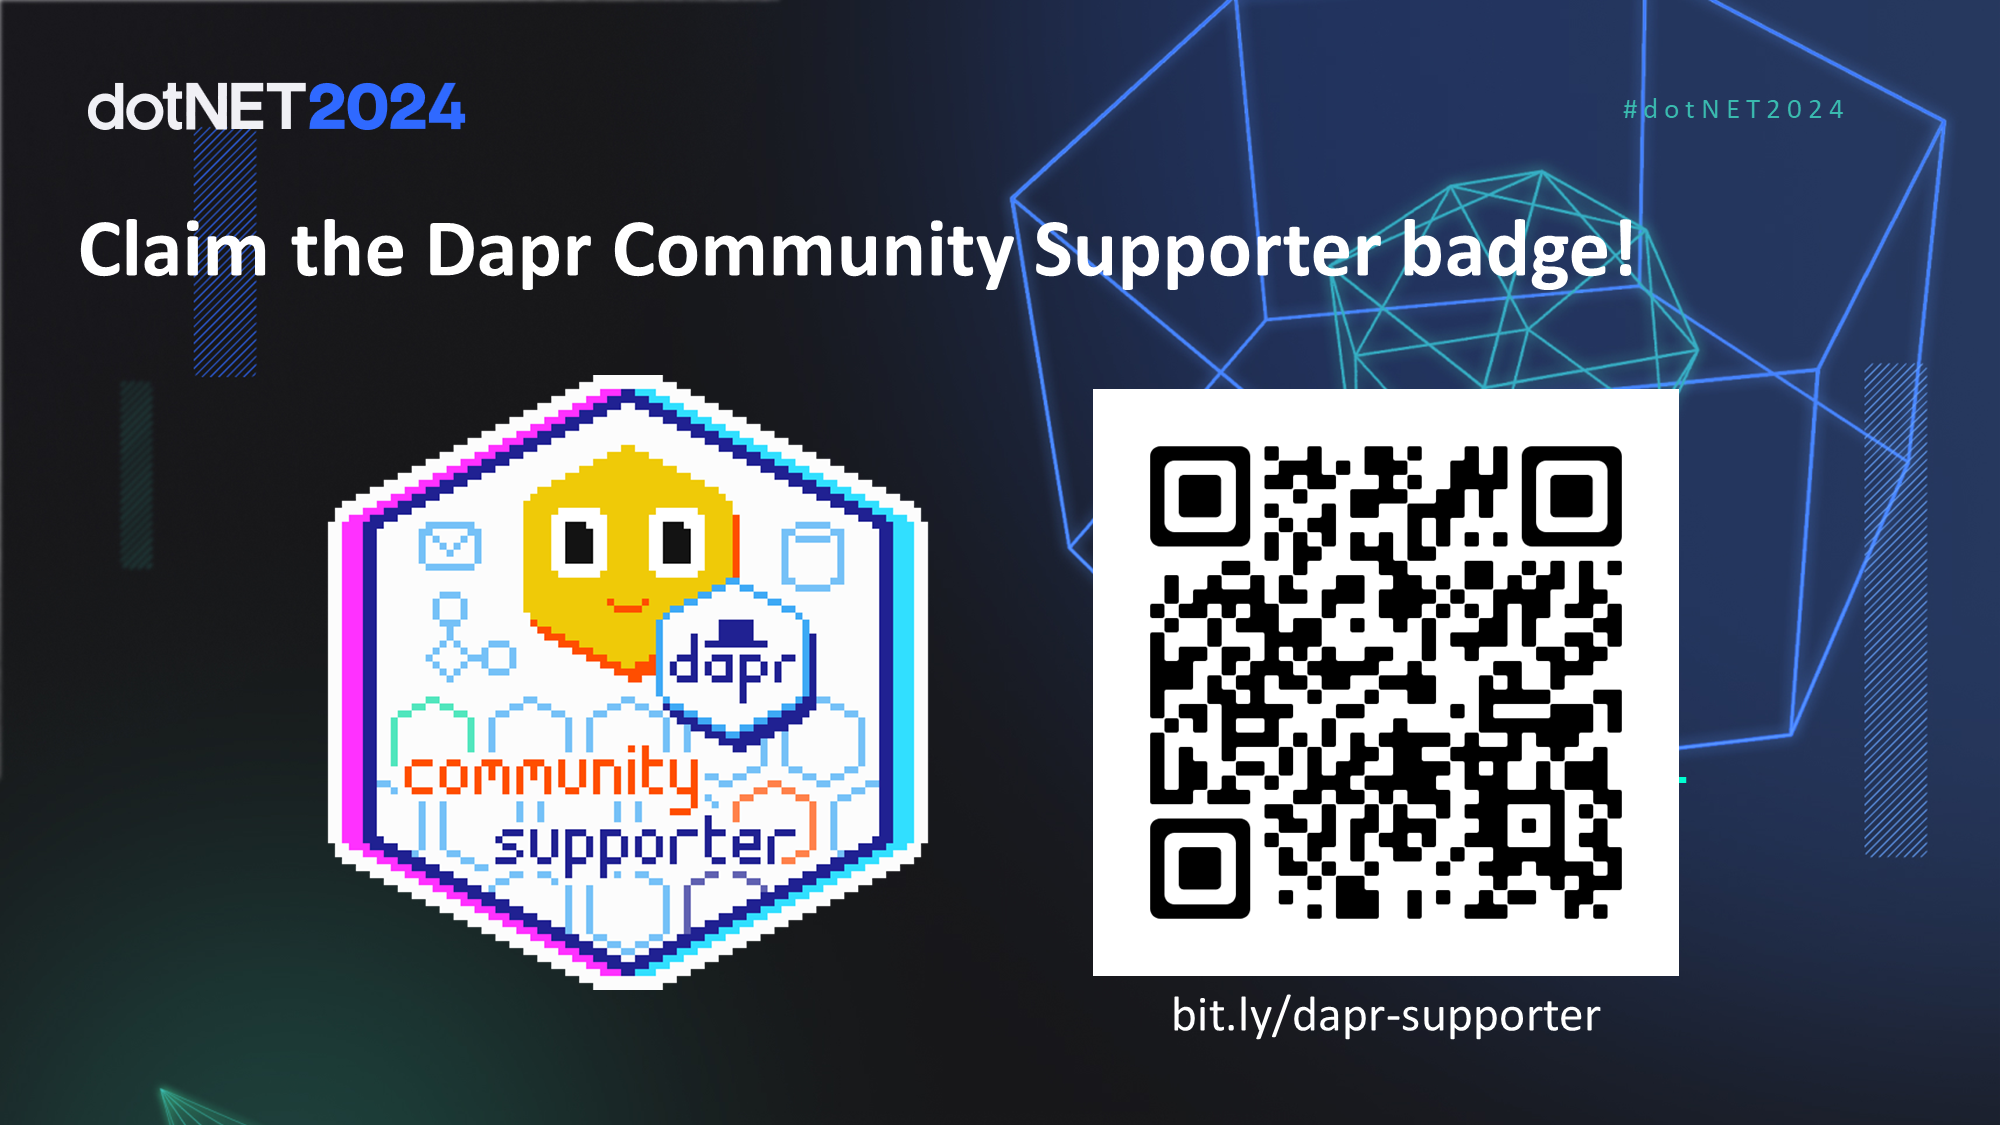 dotNET2024
#dotNET2024
Claim the Dapr Community Supporter badge!
dapr
community
supporter
bit.ly/dapr-supporter